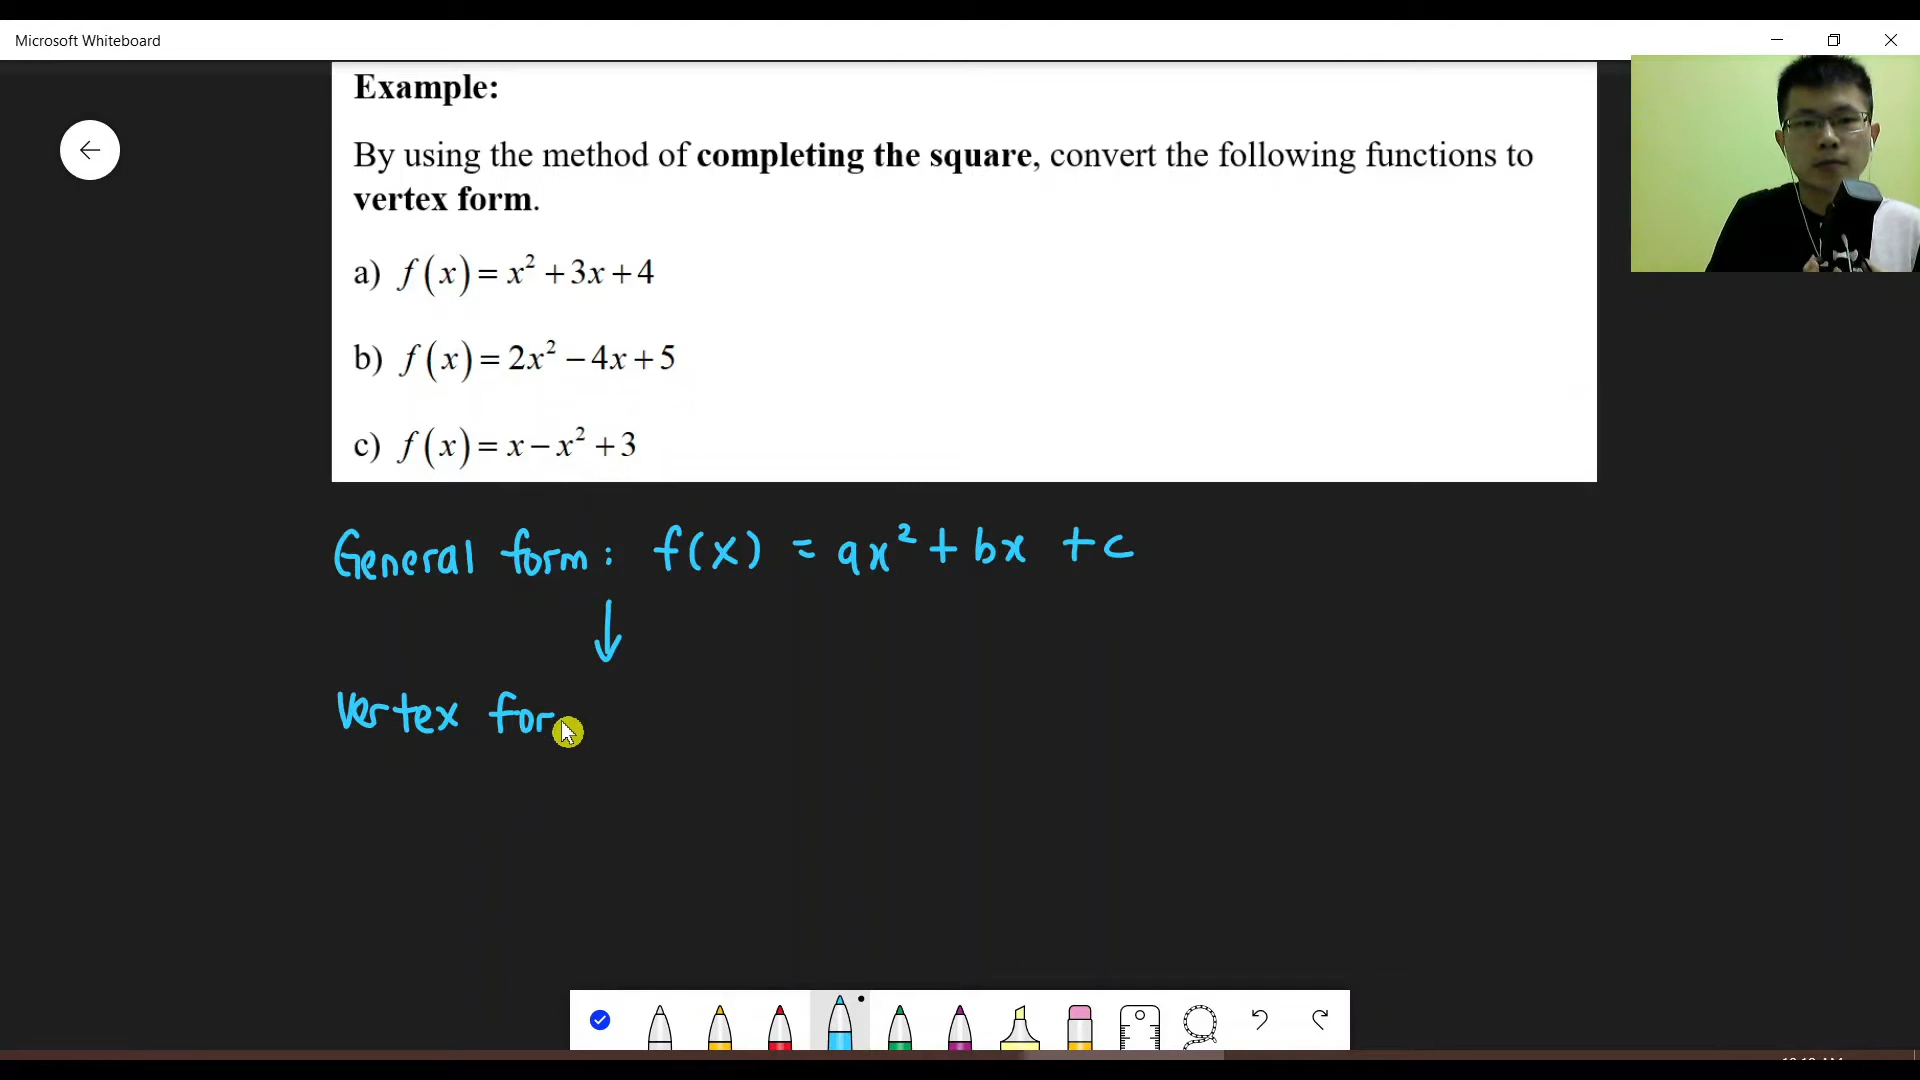 Microsoft Whiteboard
Example:
By using the method of completing the square, convert the following functions to
vertex form.
a) f(x) = x² + 3x + 4
b) f(x) = 2x² − 4x + 5
c) f(x) = x − x² + 3
General form: f(x) = ax² + bx + c
↓
Vertex for